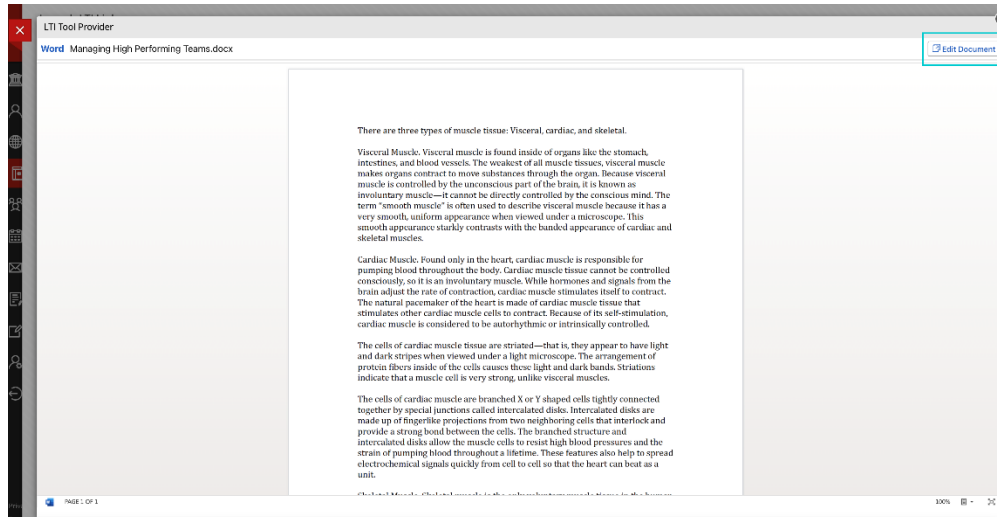 LTI Tool Provider
Word Managing High Performing Teams.docx
Edit Document
There are three types of muscle tissue: Visceral, cardiac, and skeletal.
Visceral Muscle. Visceral muscle is found inside of organs like the stomach,
intestines, and blood vessels. The weakest of all muscle tissues, visceral muscle
makes organs contract to move substances through the organ. Because visceral
muscle is controlled by the unconscious part of the brain, it is known as
involuntary muscle—it cannot be directly controlled by the conscious mind. The
term "smooth muscle" is often used to describe visceral muscle because it has a
very smooth, uniform appearance when viewed under a microscope. This
smooth appearance starkly contrasts with the banded appearance of cardiac and
skeletal muscles.
Cardiac Muscle. Found only in the heart, cardiac muscle is responsible for
pumping blood throughout the body. Cardiac muscle tissue cannot be controlled
consciously, so it is an involuntary muscle. While hormones and signals from the
brain adjust the rate of contraction, cardiac muscle stimulates itself to contract.
The natural pacemaker of the heart is made of cardiac muscle tissue that
stimulates other cardiac muscle cells to contract. Because of its self-stimulation,
cardiac muscle is considered to be autorhythmic or intrinsically controlled.
The cells of cardiac muscle tissue are striated—that is, they appear to have light
and dark stripes when viewed under a light microscope. The arrangement of
protein fibers inside of the cells causes these light and dark bands. Striations
indicate that a muscle cell is very strong, unlike visceral muscles.
The cells of cardiac muscle are branched X or Y shaped cells tightly connected
together by special junctions called intercalated disks. Intercalated disks are
made up of fingerlike projections from two neighboring cells that interlock and
provide a strong bond between the cells. The branched structure and
intercalated disks allow the muscle cells to resist high blood pressures and the
strain of pumping blood throughout a lifetime. These features also help to spread
electrochemical signals quickly from cell to cell so that the heart can beat as a
unit.
PAGE 1 OF 1
100%